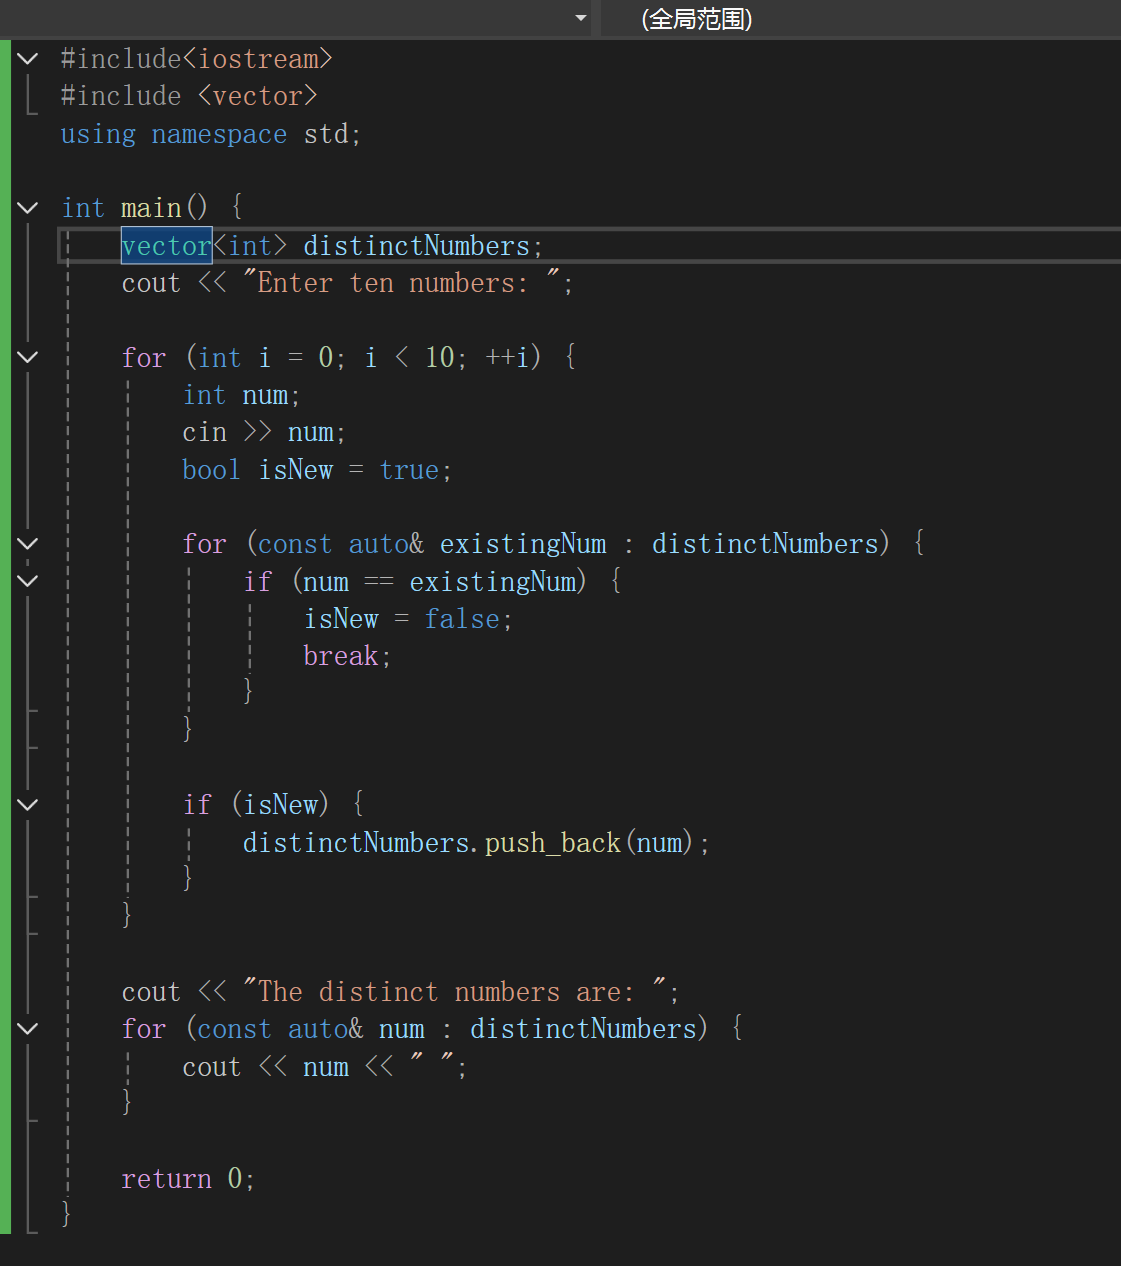 (全局范围)
#include<iostream>
#include <vector>
using namespace std;
int main() {
vector<int> distinctNumbers;
cout << "Enter ten numbers: ";
for (int i = 0; i < 10; ++i) {
int num;
cin >> num;
bool isNew = true;
for (const auto& existingNum : distinctNumbers) {
if (num == existingNum) {
isNew = false;
break;
}
}
if (isNew) {
distinctNumbers.push_back(num);
}
}
cout << "The distinct numbers are: ";
for (const auto& num : distinctNumbers) {
cout << num << " ";
}
return 0;
}